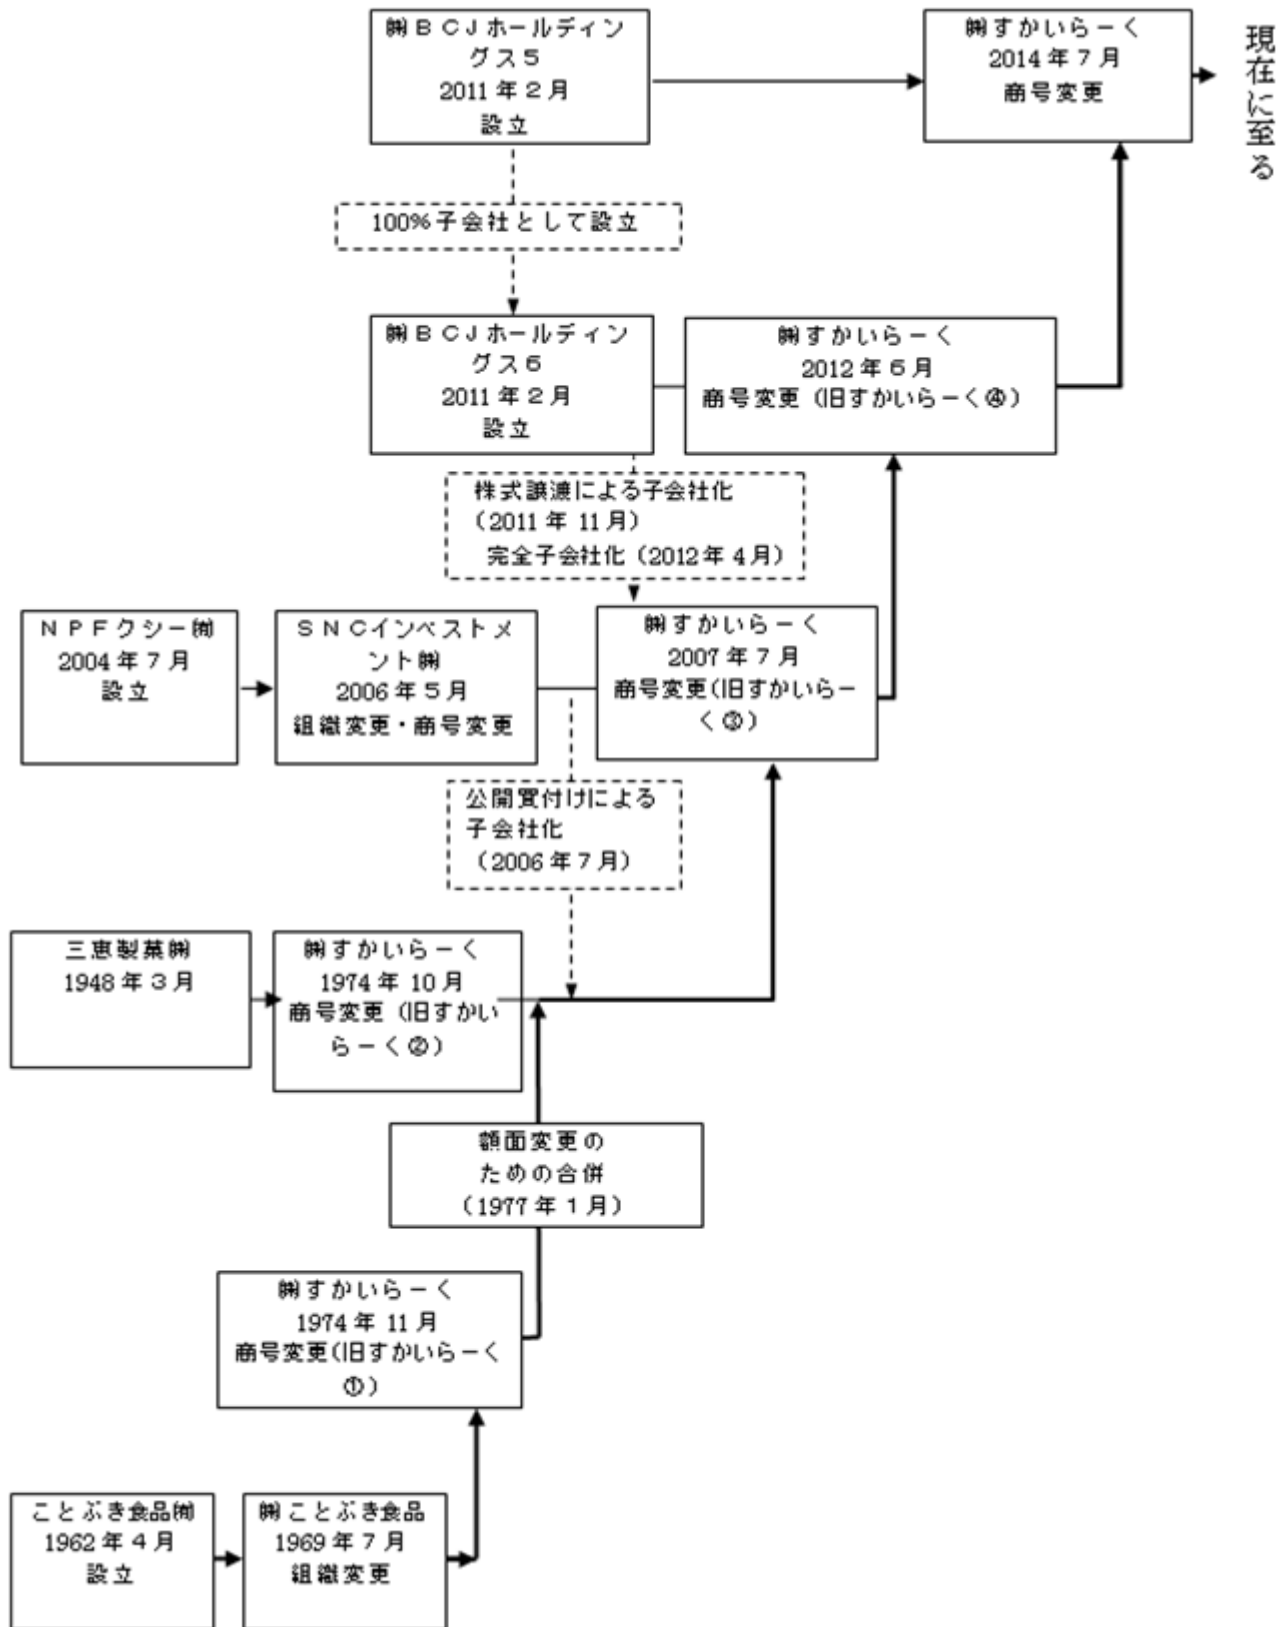 ㈱ＢＣＪホールディン
グス５
2011年２月
設立
㈱すかいらーく
2014年７月
商号変更
現在に至る
100%子会社として設立
㈱ＢＣＪホールディン
グス６
2011年２月
設立
㈱すかいらーく
2012年６月
商号変更（旧すかいらーく④）
株式譲渡による子会社化
（2011年11月）
完全子会社化（2012年4月）
ＮＰＦクシー㈲
2004年７月
設立
ＳＮＣインベストメ
ント㈱
2006年５月
組織変更・商号変更
㈱すかいらーく
2007年７月
商号変更（旧すかいらー
く③）
公開買付けによる
子会社化
（2006年７月）
三恵製菓㈱
1948年３月
㈱すかいらーく
1974年10月
商号変更（旧すかい
らーく②）
額面変更の
ための合併
（1977年１月）
㈱すかいらーく
1974年11月
商号変更（旧すかいらーく
①）
ことぶき食品㈲
1962年４月
設立
㈱ことぶき食品
1969年７月
組織変更